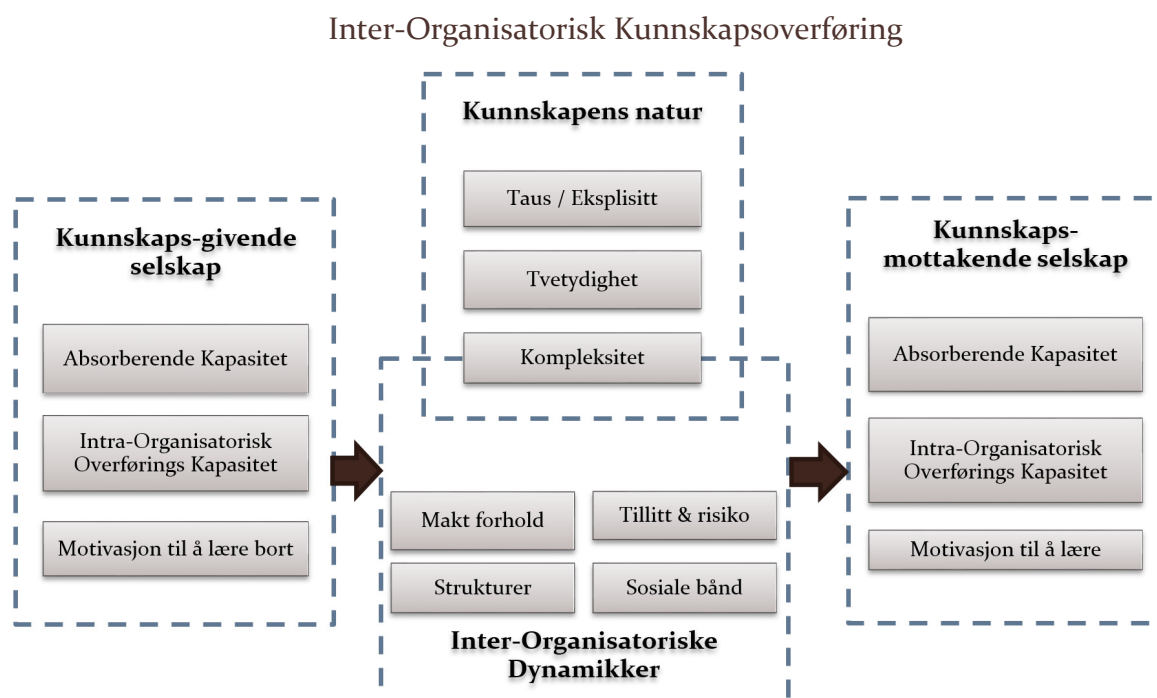 Inter-Organisatorisk Kunnskapsoverføring
Kunnskapens natur
Taus / Eksplisitt
Tvetydighet
Kompleksitet
Kunnskaps-givende
selskap
Absorberende Kapasitet
Intra-Organisatorisk
Overførings Kapasitet
Motivasjon til å lære bort
Makt forhold
Tillitt & risiko
Strukturer
Sosiale bånd
Inter-Organisatoriske
Dynamikker
Kunnskaps-
mottakende selskap
Absorberende Kapasitet
Intra-Organisatorisk
Overførings Kapasitet
Motivasjon til å lære